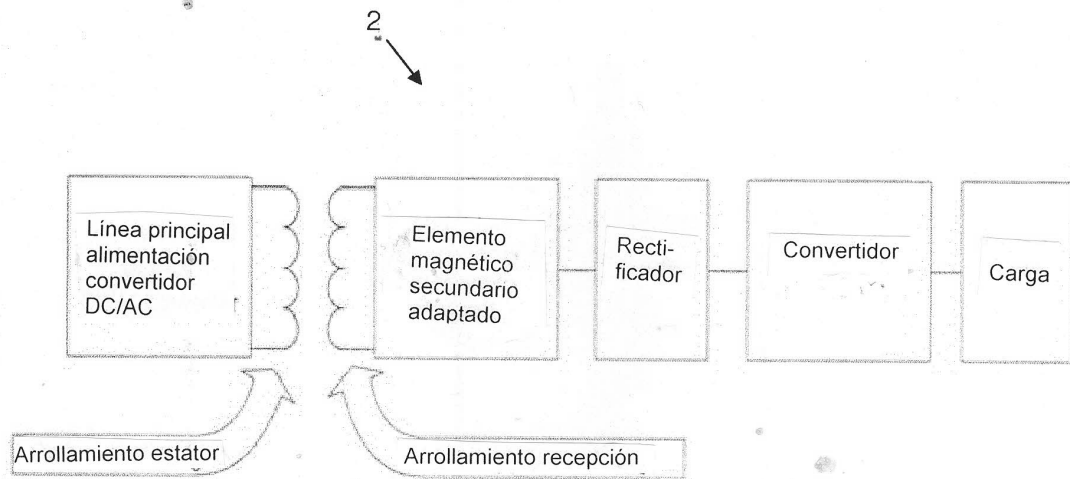 2
Línea principal
alimentación
convertidor
DC/AC
Elemento
magnético
secundario
adaptado
Recti-
ficador
Convertidor
Carga
Arrollamiento estator
Arrollamiento recepción